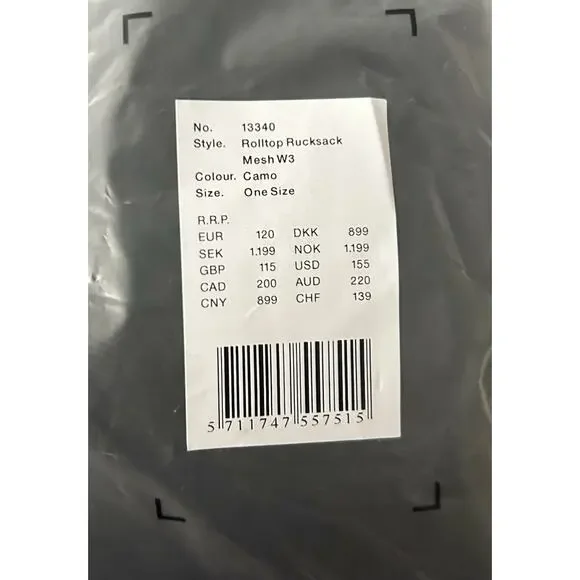 No. 13340
Style. Rolltop Rucksack
Mesh W3
Colour. Camo
Size. One Size
R.R.P.
EUR 120 DKK 899
SEK 1.199 NOK 1.199
GBP 115 USD 155
CAD 200 AUD 220
CNY 899 CHF 139
5 711747 557515